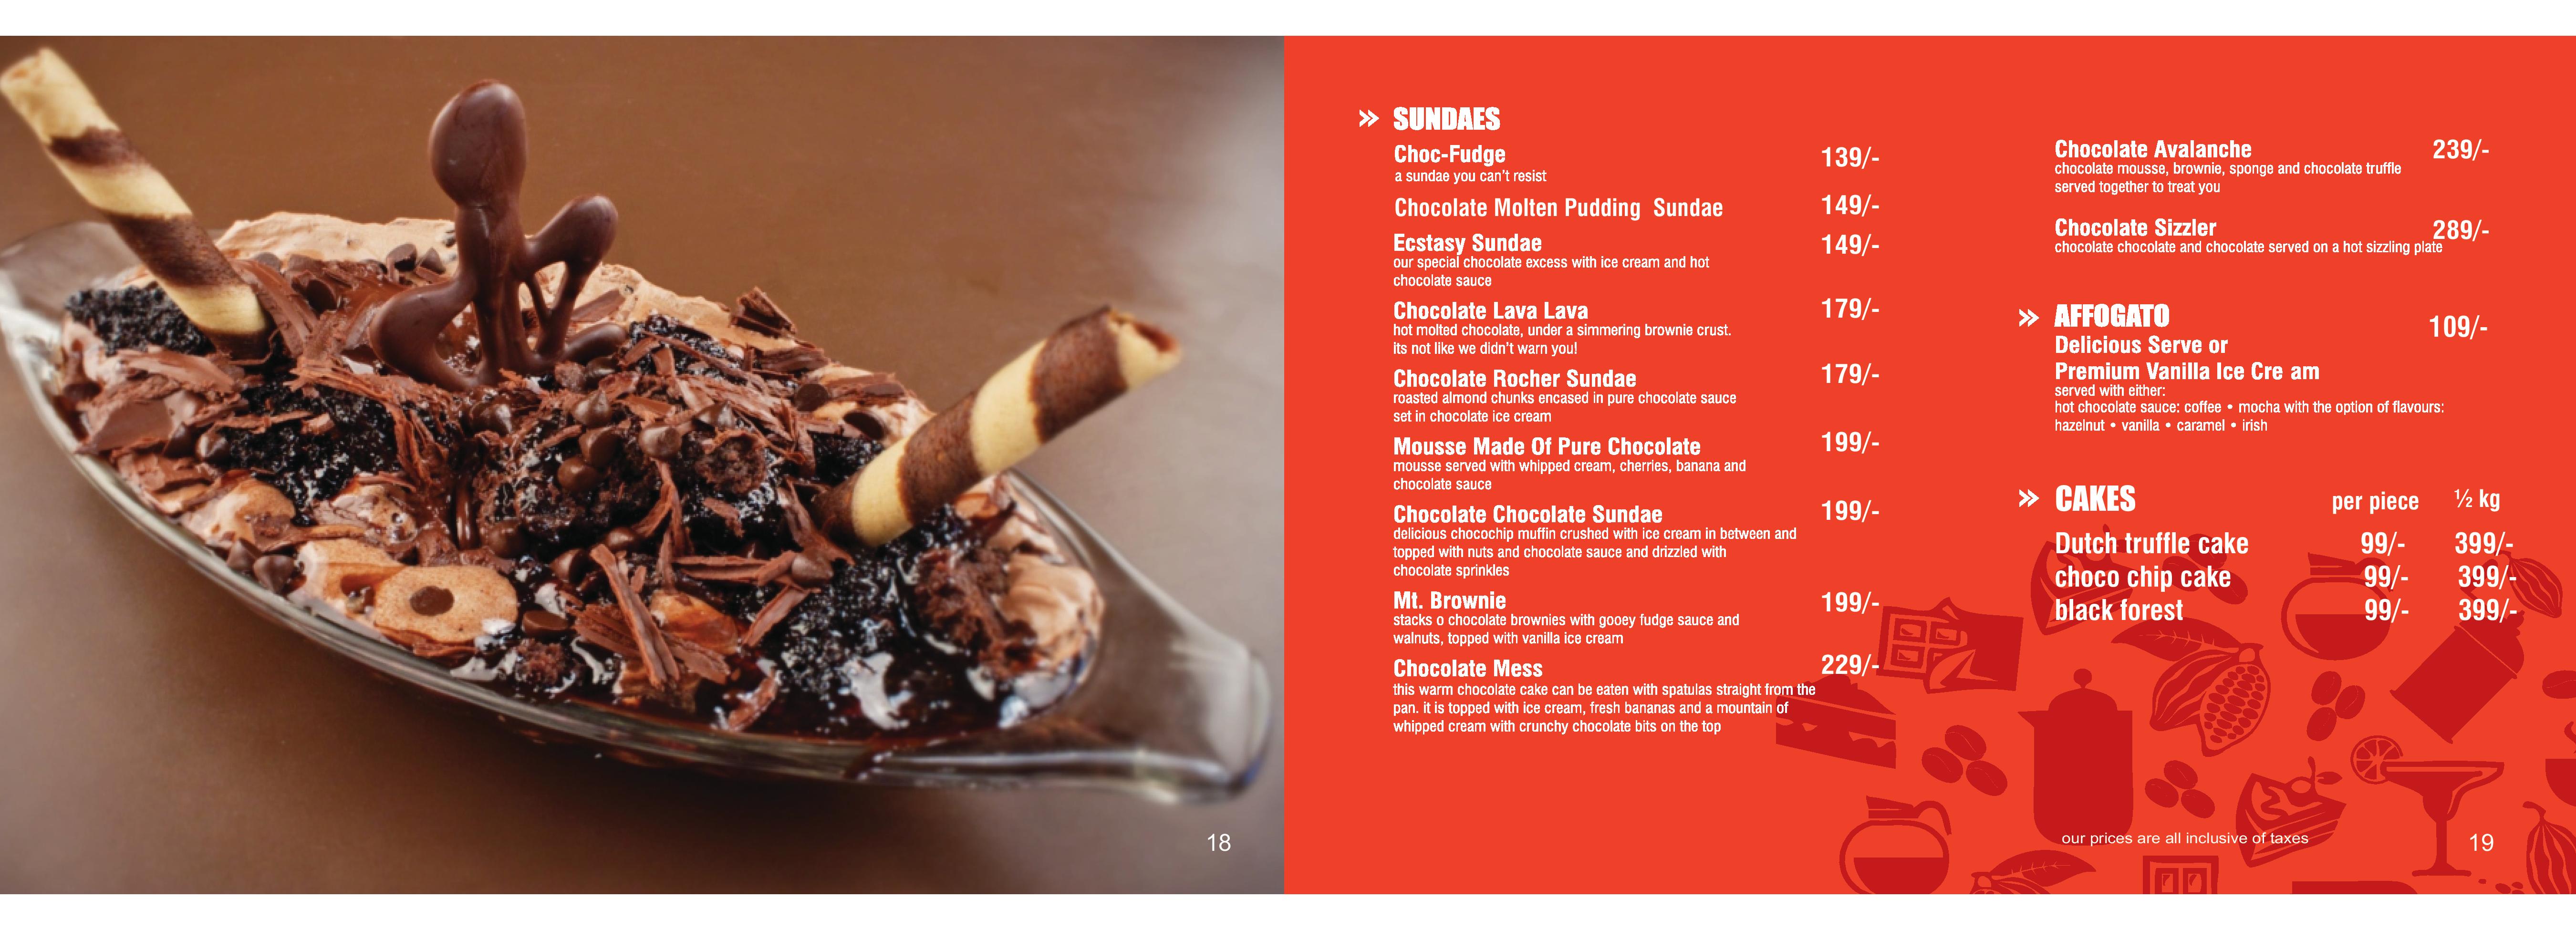 18
» SUNDAES
Choc-Fudge 139/-
a sundae you can't resist
Chocolate Molten Pudding Sundae 149/-
Ecstasy Sundae 149/-
our special chocolate excess with ice cream and hot
chocolate sauce
Chocolate Lava Lava 179/-
hot molted chocolate, under a simmering brownie crust.
its not like we didn't warn you!
Chocolate Rocher Sundae 179/-
roasted almond chunks encased in pure chocolate sauce
set in chocolate ice cream
Mousse Made Of Pure Chocolate 199/-
mousse served with whipped cream, cherries, banana and
chocolate sauce
Chocolate Chocolate Sundae 199/-
delicious chocochip muffin crushed with ice cream in between and
topped with nuts and chocolate sauce and drizzled with
chocolate sprinkles
Mt. Brownie 199/-
stacks o chocolate brownies with gooey fudge sauce and
walnuts, topped with vanilla ice cream
Chocolate Mess 229/-
this warm chocolate cake can be eaten with spatulas straight from the
pan. it is topped with ice cream, fresh bananas and a mountain of
whipped cream with crunchy chocolate bits on the top
Chocolate Avalanche 239/-
chocolate mousse, brownie, sponge and chocolate truffle
served together to treat you
Chocolate Sizzler 289/-
chocolate chocolate and chocolate served on a hot sizzling plate
» AFFOGATO 109/-
Delicious Serve or
Premium Vanilla Ice Cre am
served with either:
hot chocolate sauce: coffee • mocha with the option of flavours:
hazelnut • vanilla • caramel • irish
» CAKES per piece ½ kg
Dutch truffle cake 99/- 399/-
choco chip cake 99/- 399/-
black forest 99/- 399/-
our prices are all inclusive of taxes
19